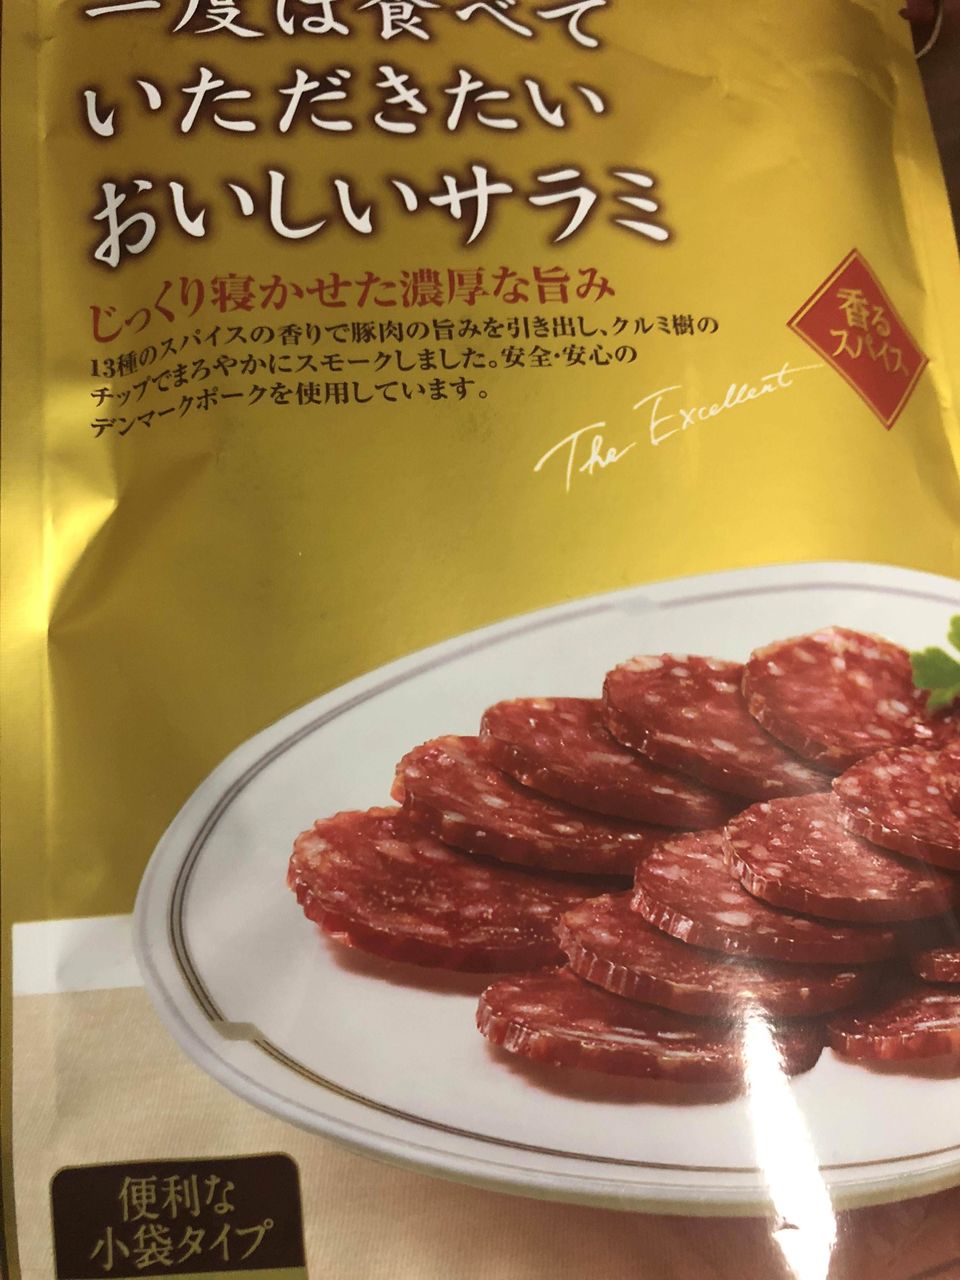 一度は食べて
いただきたい
おいしいサラミ
じっくり寝かせた濃厚な旨み
13種のスパイスの香りで豚肉の旨みを引き出し、クルミ樹の
チップでまろやかにスモークしました。安全・安心の
デンマークポークを使用しています。
香る
スパイス
The Excellent
便利な
小袋タイプ